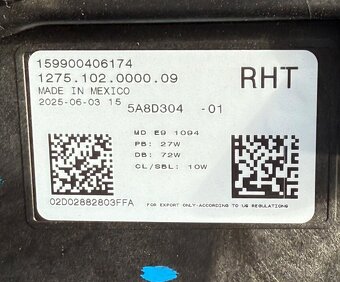 159900406174
1275.102.0000.09
RHT
MADE IN MEXICO
2025-06-03 15
5A8D304 -01
MD E9 1094
PB: 27W
DB: 72W
CL/SBL: 10W
02D02882803FFA
FOR EXPORT ONLY-ACCORDING TO US REGULATIONS